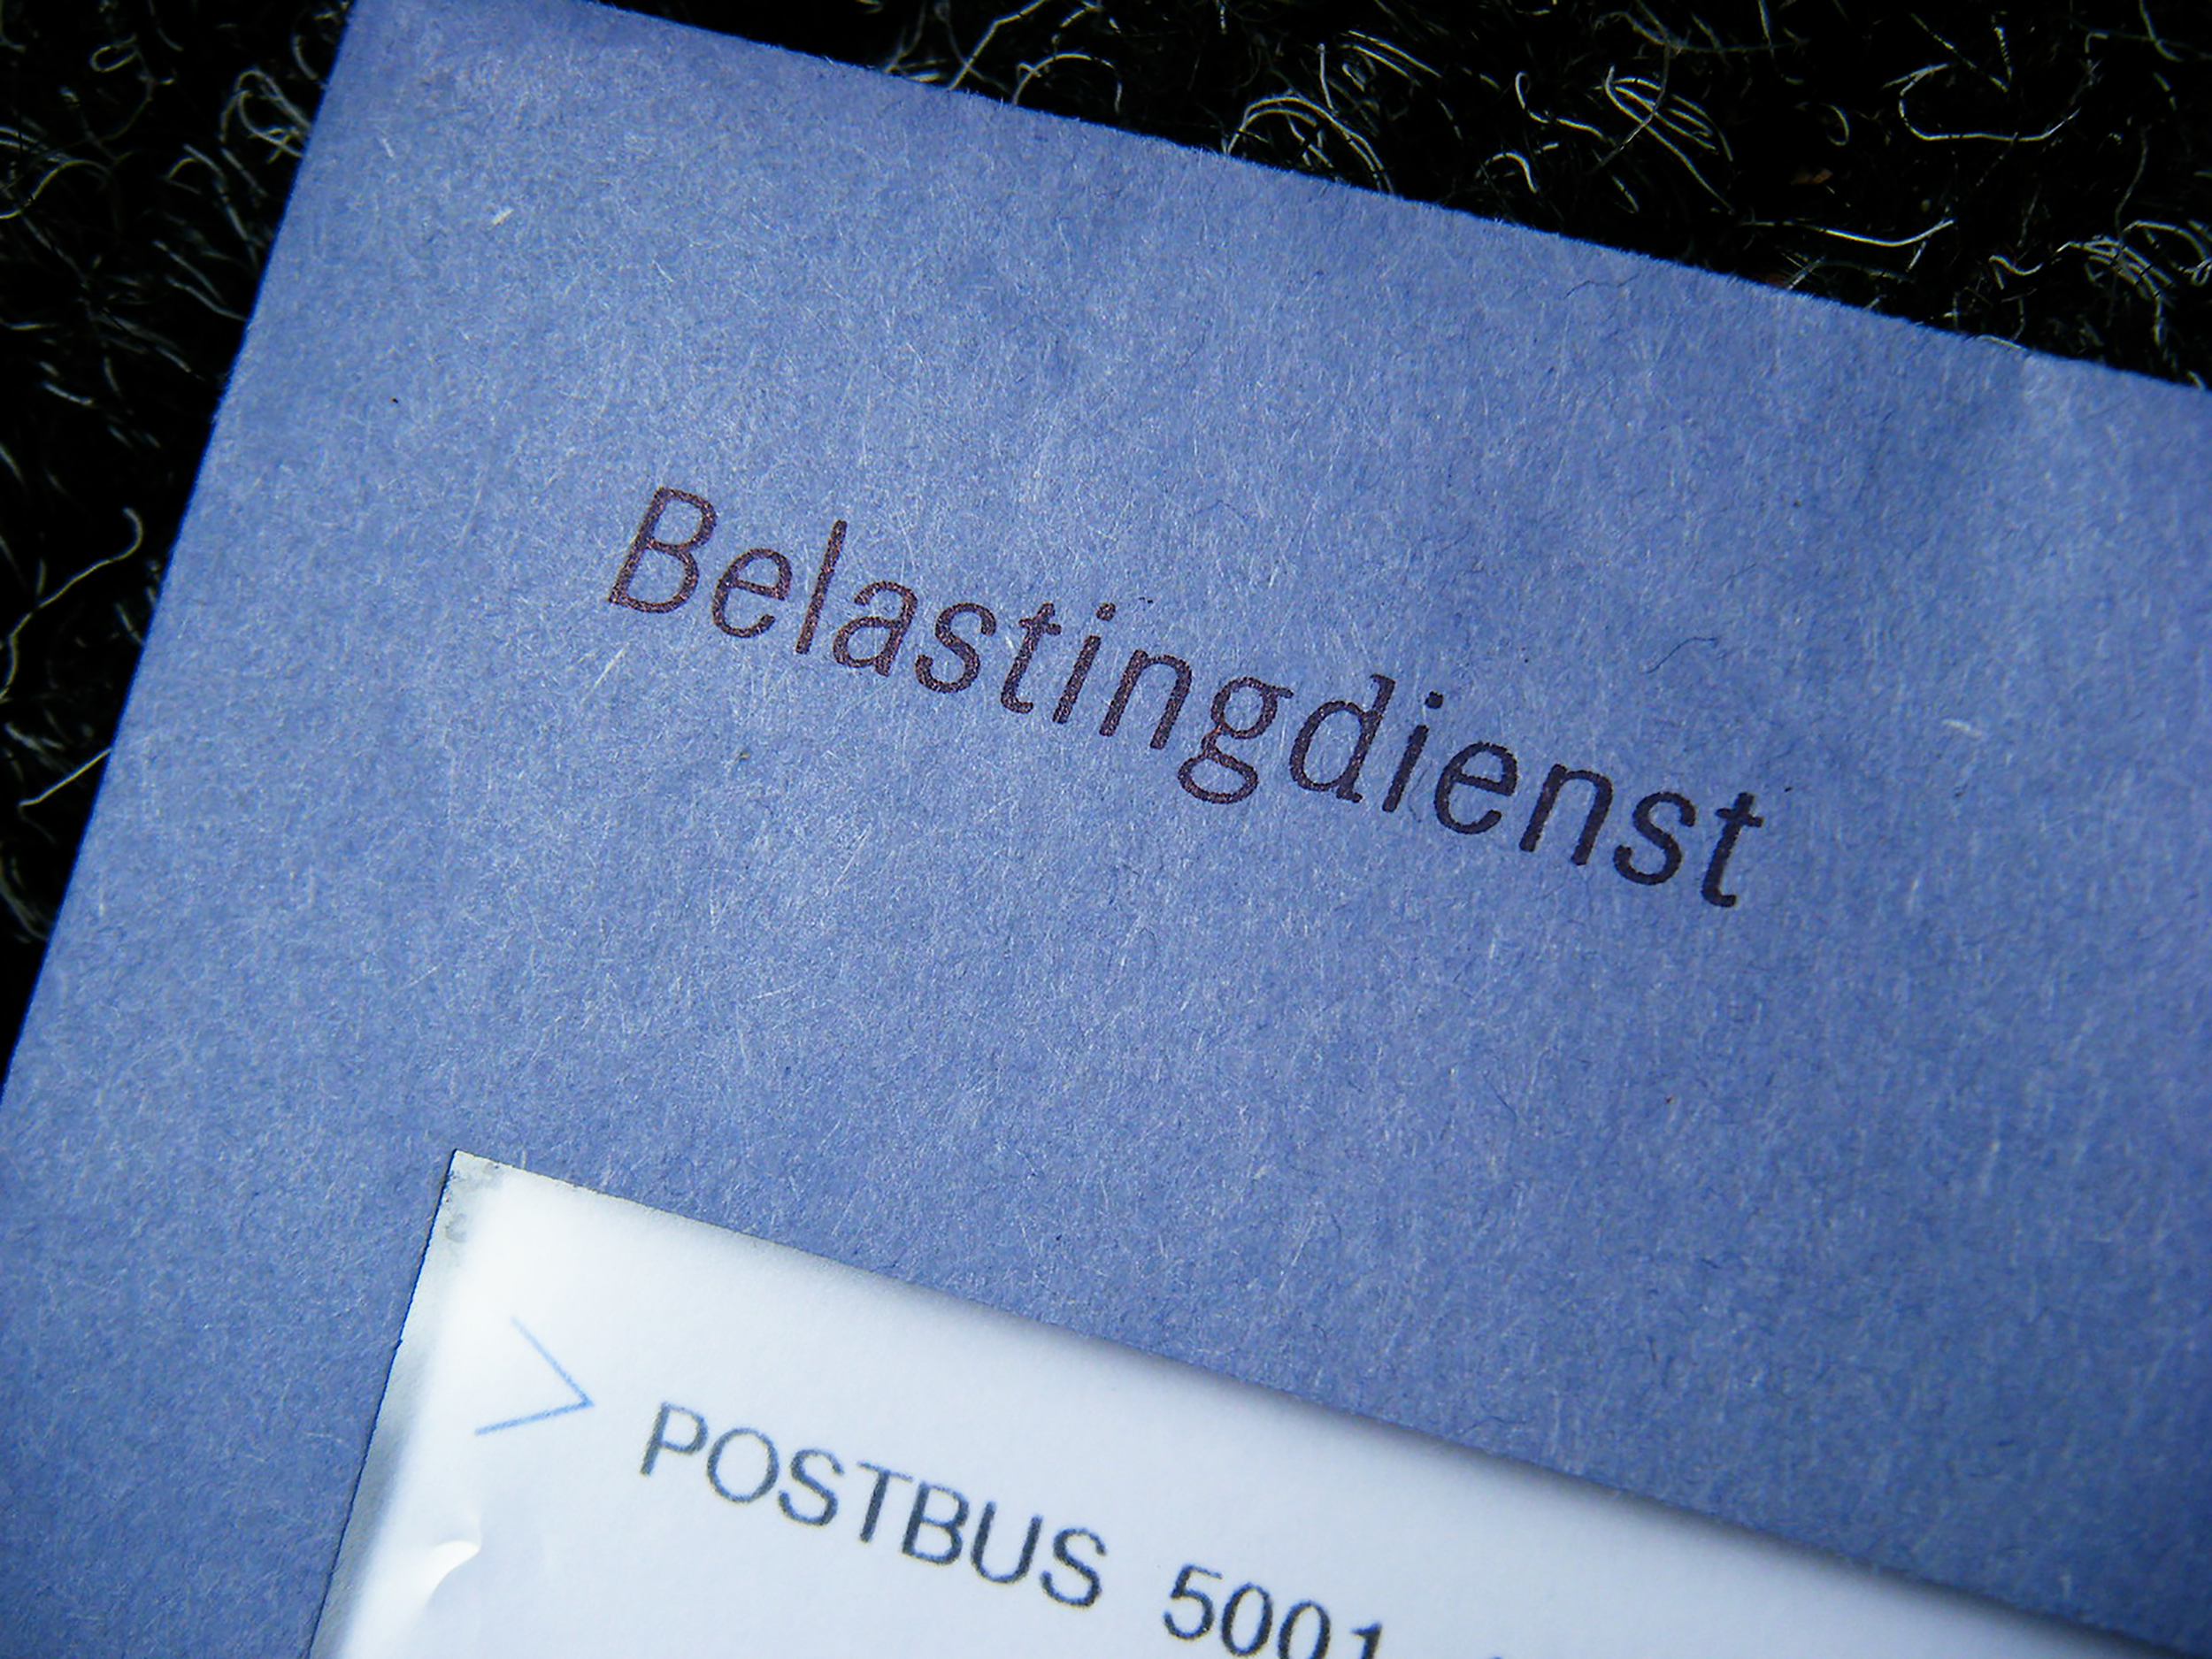 Belastingdienst
> POSTBUS 5001